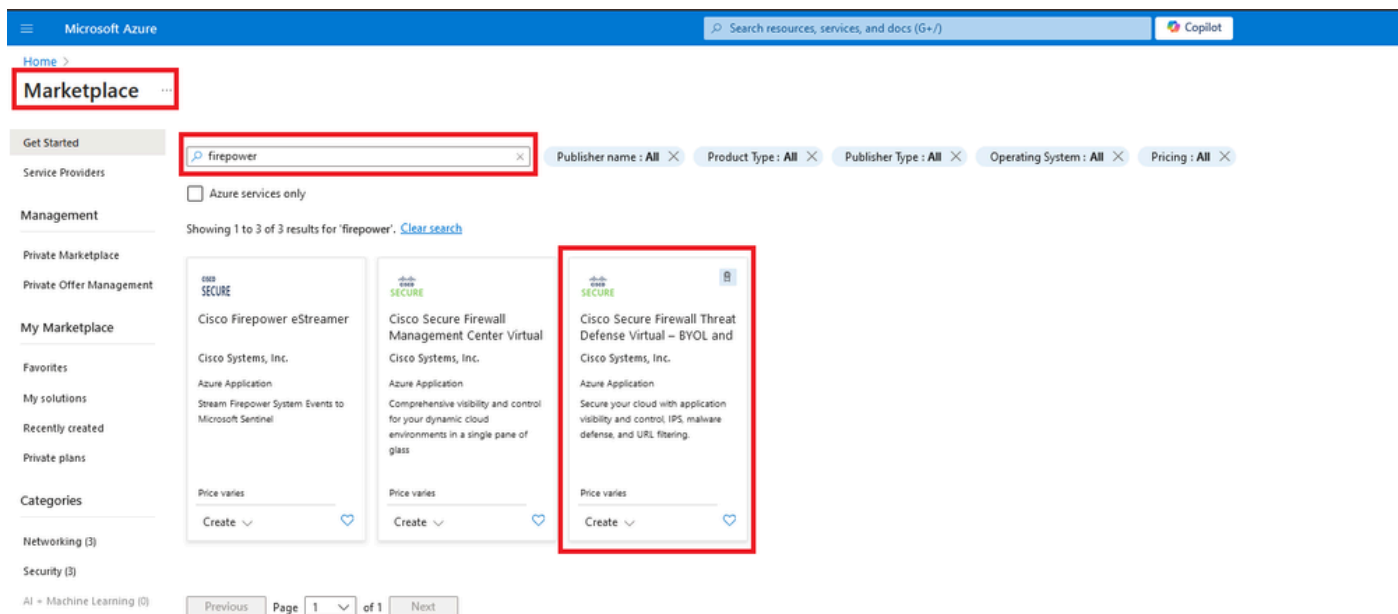 Microsoft Azure
Search resources, services, and docs (G+/)
Copilot
Home >
Marketplace ...
Get Started
Service Providers
Management
Private Marketplace
Private Offer Management
My Marketplace
Favorites
My solutions
Recently created
Private plans
Categories
Networking (3)
Security (3)
AI + Machine Learning (0)
firepower
Publisher name : All
Product Type : All
Publisher Type : All
Operating System : All
Pricing : All
Azure services only
Showing 1 to 3 of 3 results for 'firepower'. Clear search
CISCO
SECURE
Cisco Firepower eStreamer
Cisco Systems, Inc.
Azure Application
Stream Firepower System Events to
Microsoft Sentinel
Price varies
Create
CISCO
SECURE
Cisco Secure Firewall
Management Center Virtual
Cisco Systems, Inc.
Azure Application
Comprehensive visibility and control
for your dynamic cloud
environments in a single pane of
glass
Price varies
Create
CISCO
SECURE
Cisco Secure Firewall Threat
Defense Virtual – BYOL and
Cisco Systems, Inc.
Azure Application
Secure your cloud with application
visibility and control, IPS, malware
defense, and URL filtering.
Price varies
Create
Previous Page 1 of 1 Next